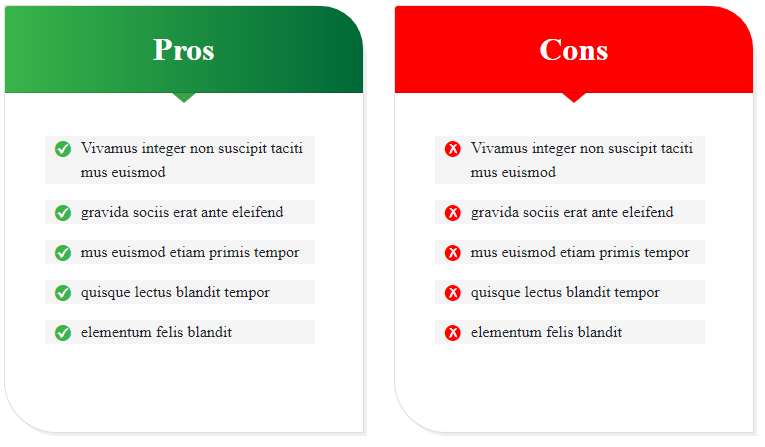 Pros
Vivamus integer non suscipit taciti
mus euismod
gravida sociis erat ante eleifend
mus euismod etiam primis tempor
quisque lectus blandit tempor
elementum felis blandit
Cons
Vivamus integer non suscipit taciti
mus euismod
gravida sociis erat ante eleifend
mus euismod etiam primis tempor
quisque lectus blandit tempor
elementum felis blandit